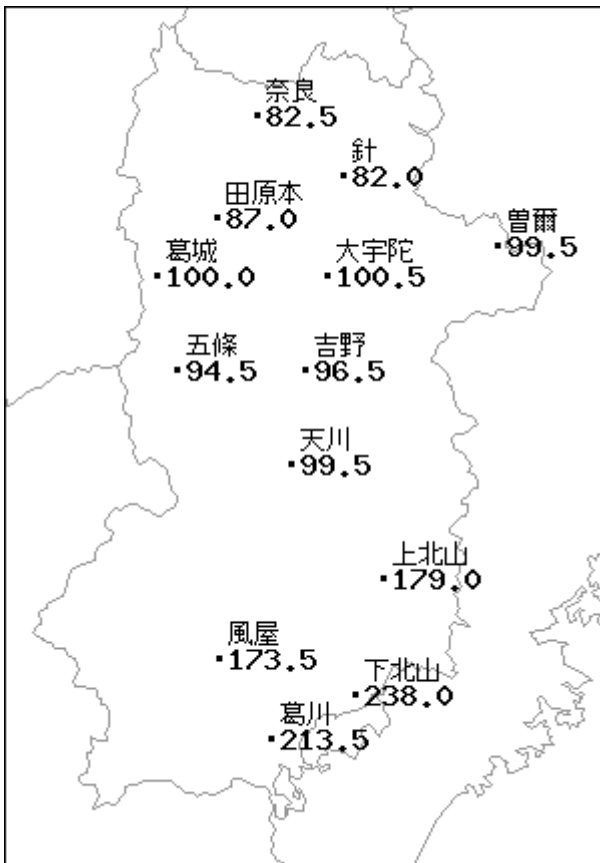 奈良
82.5
針
82.0
田原本
87.0
曽爾
99.5
葛城
100.0
大宇陀
100.5
五條
94.5
吉野
96.5
天川
99.5
上北山
179.0
風屋
173.5
下北山
238.0
葛川
213.5